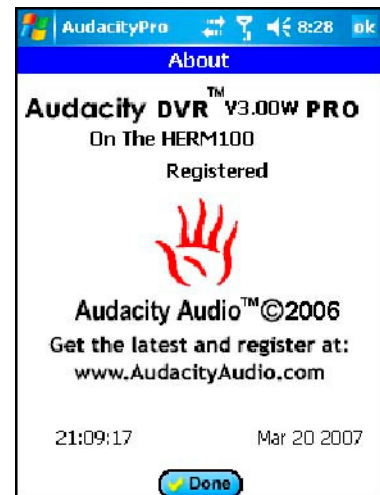 AudacityPro 8:28 ok
About
Audacity DVR™ V3.00W PRO
On The HERM100
Registered
Audacity Audio™©2006
Get the latest and register at:
www.AudacityAudio.com
21:09:17 Mar 20 2007
Done